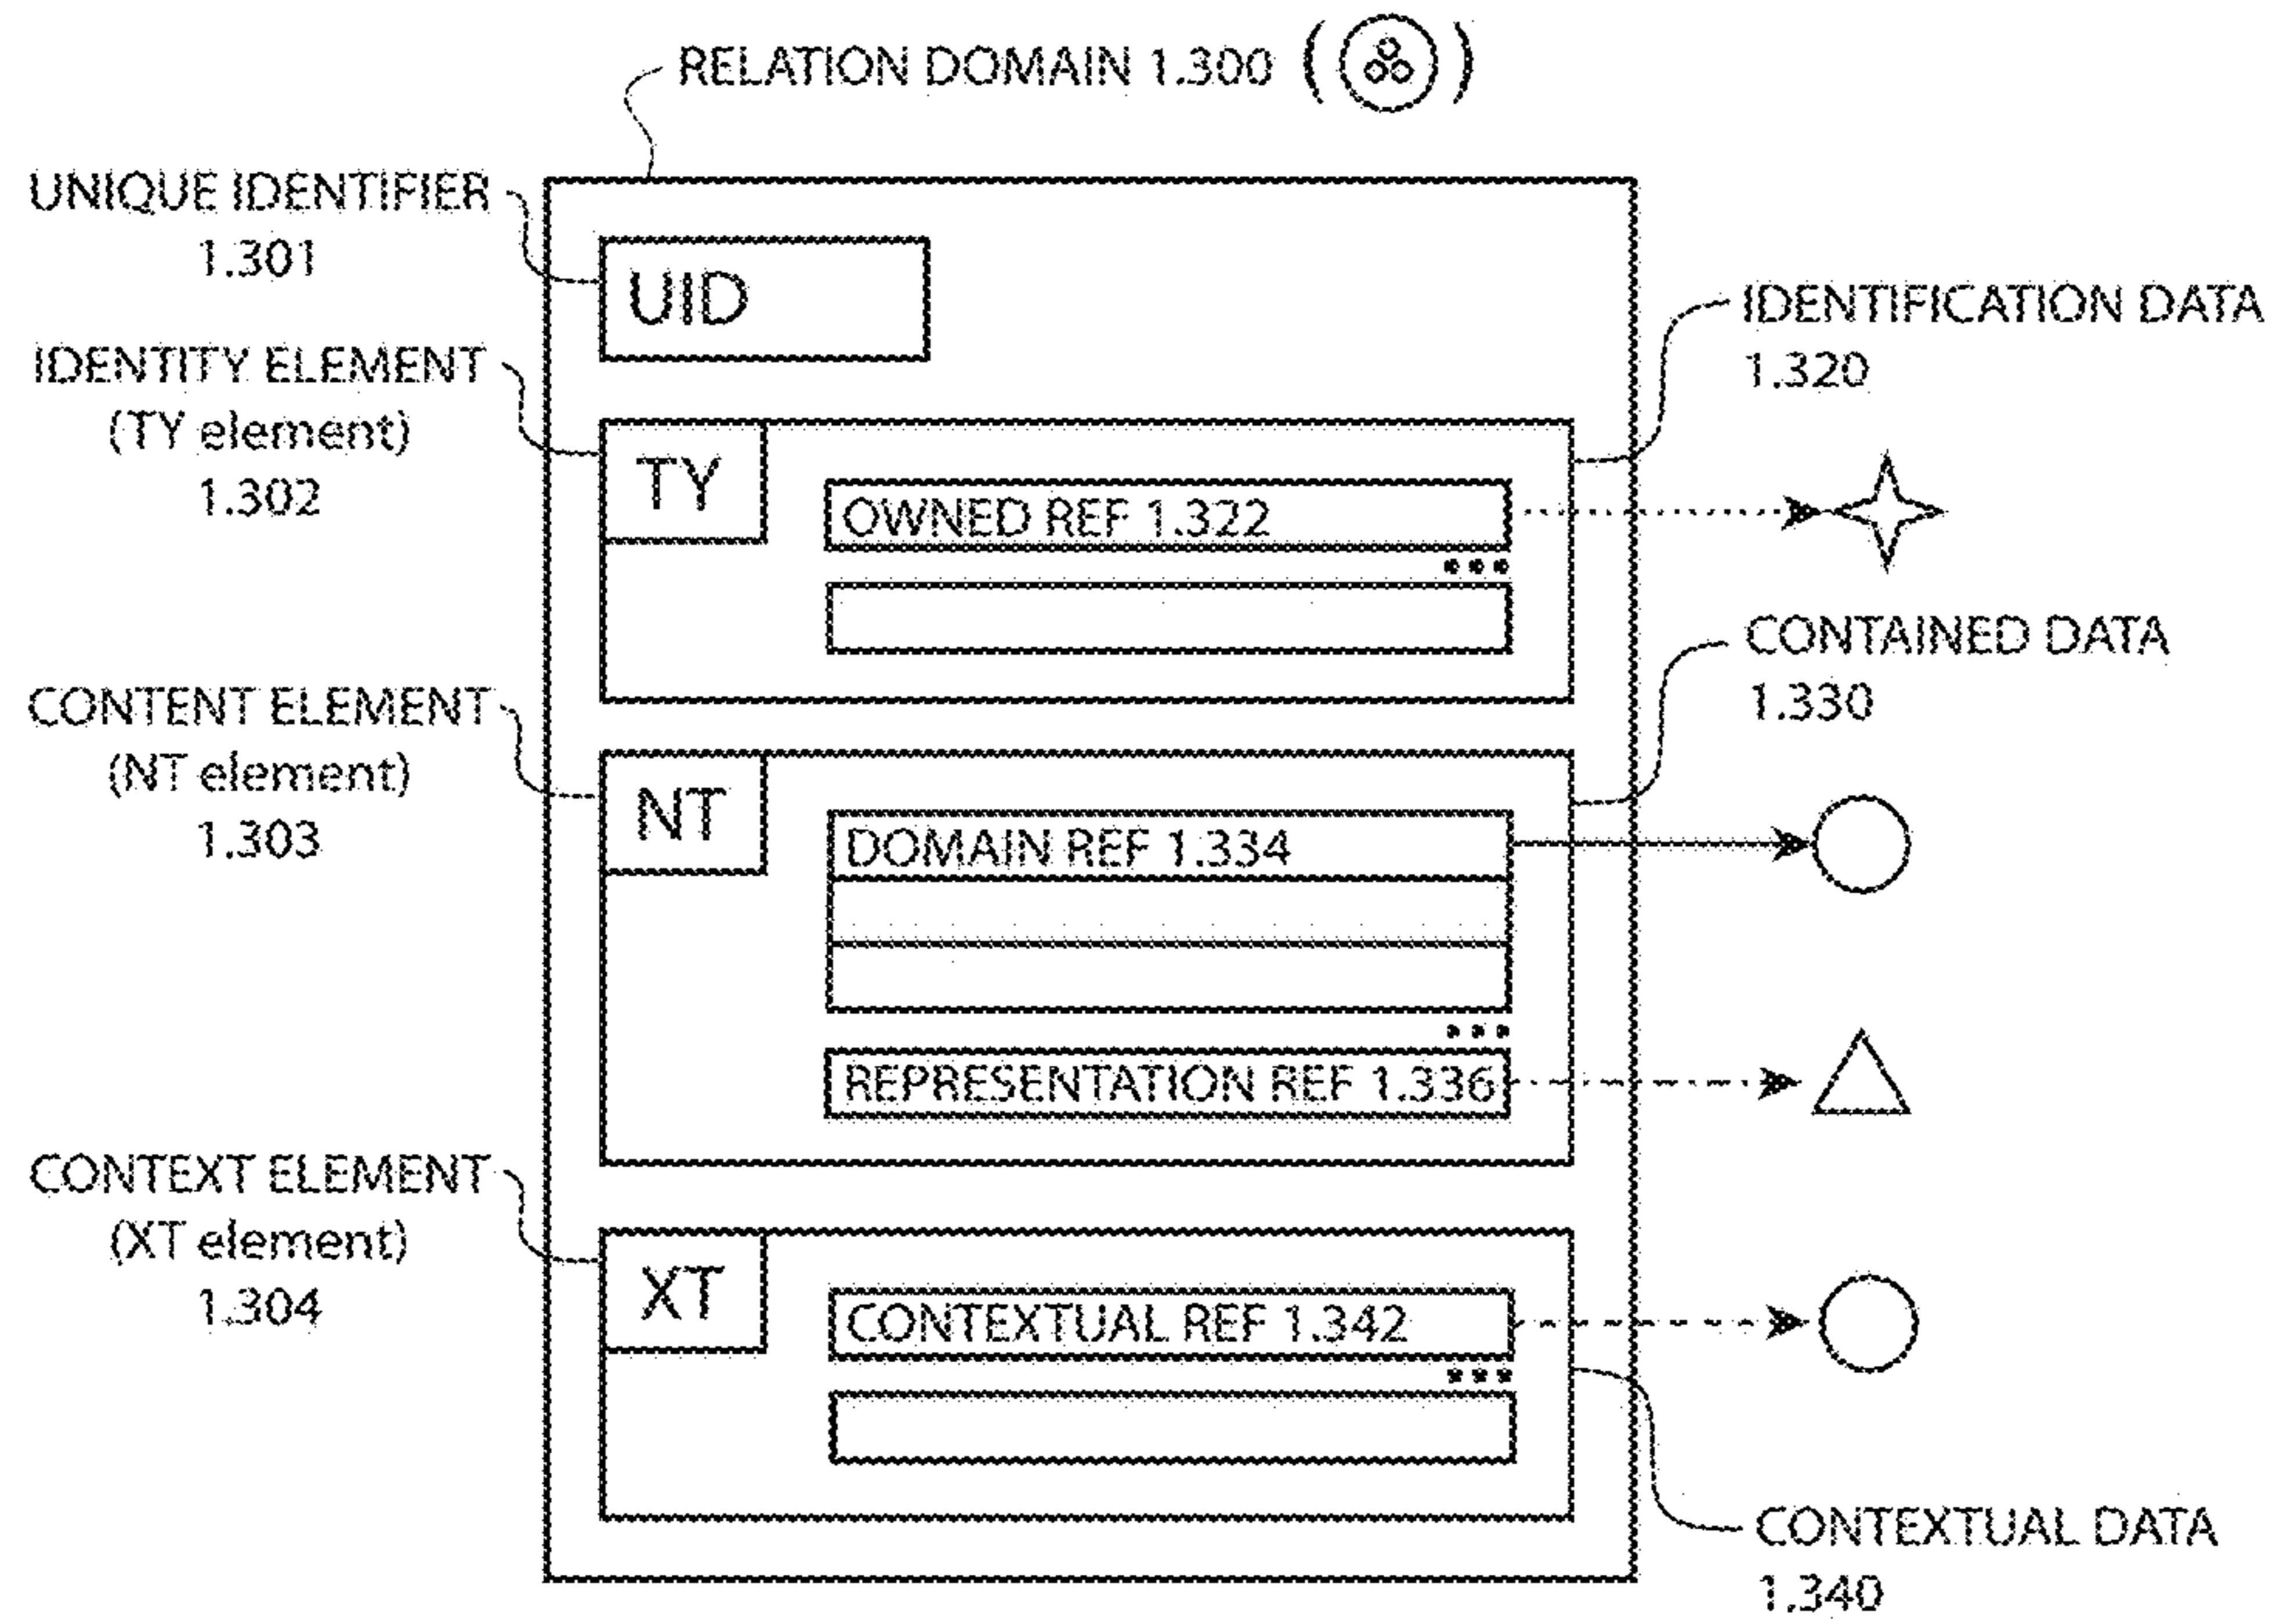 RELATION DOMAIN 1.300 ( )
UNIQUE IDENTIFIER
1.301
UID
IDENTIFICATION DATA
1.320
IDENTITY ELEMENT
(TY element)
1.302
TY
OWNED REF 1.322
CONTAINED DATA
1.330
CONTENT ELEMENT
(NT element)
1.303
NT
DOMAIN REF 1.334
REPRESENTATION REF 1.336
CONTEXT ELEMENT
(XT element)
1.304
XT
CONTEXTUAL REF 1.342
CONTEXTUAL DATA
1.340